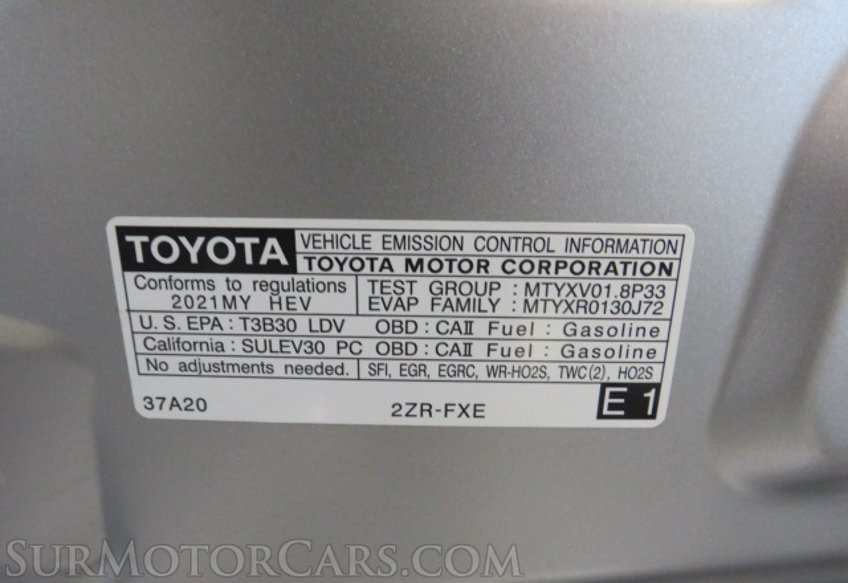 TOYOTA VEHICLE EMISSION CONTROL INFORMATION
TOYOTA MOTOR CORPORATION
Conforms to regulations
2021MY HEV
TEST GROUP : MTYXV01.8P33
EVAP FAMILY : MTYXR0130J72
U.S. EPA : T3B30 LDV OBD : CAⅡ Fuel : Gasoline
California : SULEV30 PC OBD : CAⅡ Fuel : Gasoline
No adjustments needed. SFI, EGR, EGRC, WR-HO2S, TWC(2), HO2S
37A20 2ZR-FXE E 1
SURMOTORCARS.COM